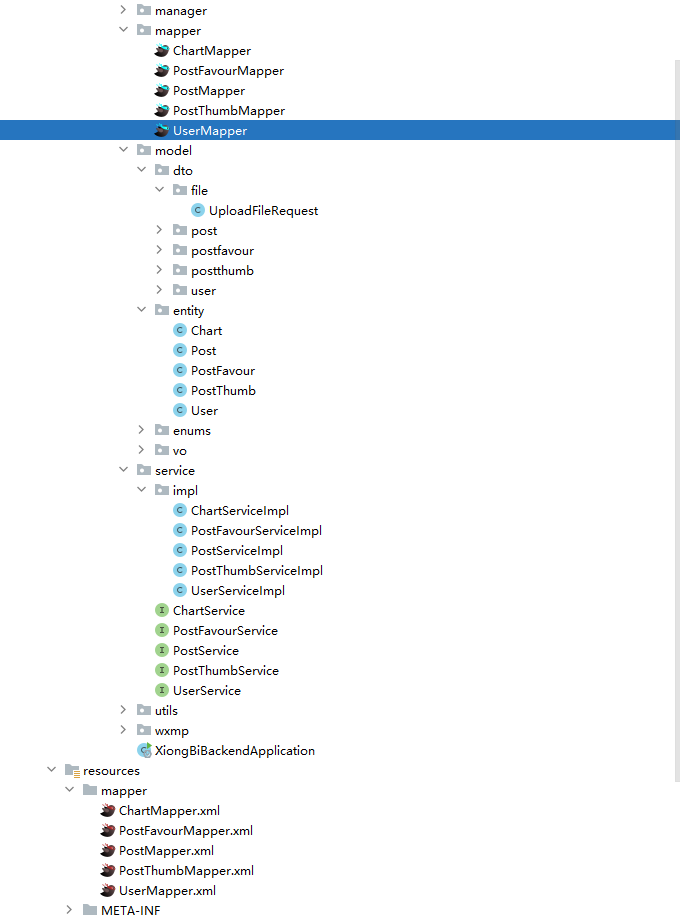 manager
mapper
ChartMapper
PostFavourMapper
PostMapper
PostThumbMapper
UserMapper
model
dto
file
UploadFileRequest
post
postfavour
postthumb
user
entity
Chart
Post
PostFavour
PostThumb
User
enums
vo
service
impl
ChartServiceImpl
PostFavourServiceImpl
PostServiceImpl
PostThumbServiceImpl
UserServiceImpl
ChartService
PostFavourService
PostService
PostThumbService
UserService
utils
wxmp
XiongBiBackendApplication
resources
mapper
ChartMapper.xml
PostFavourMapper.xml
PostMapper.xml
PostThumbMapper.xml
UserMapper.xml
META-INF